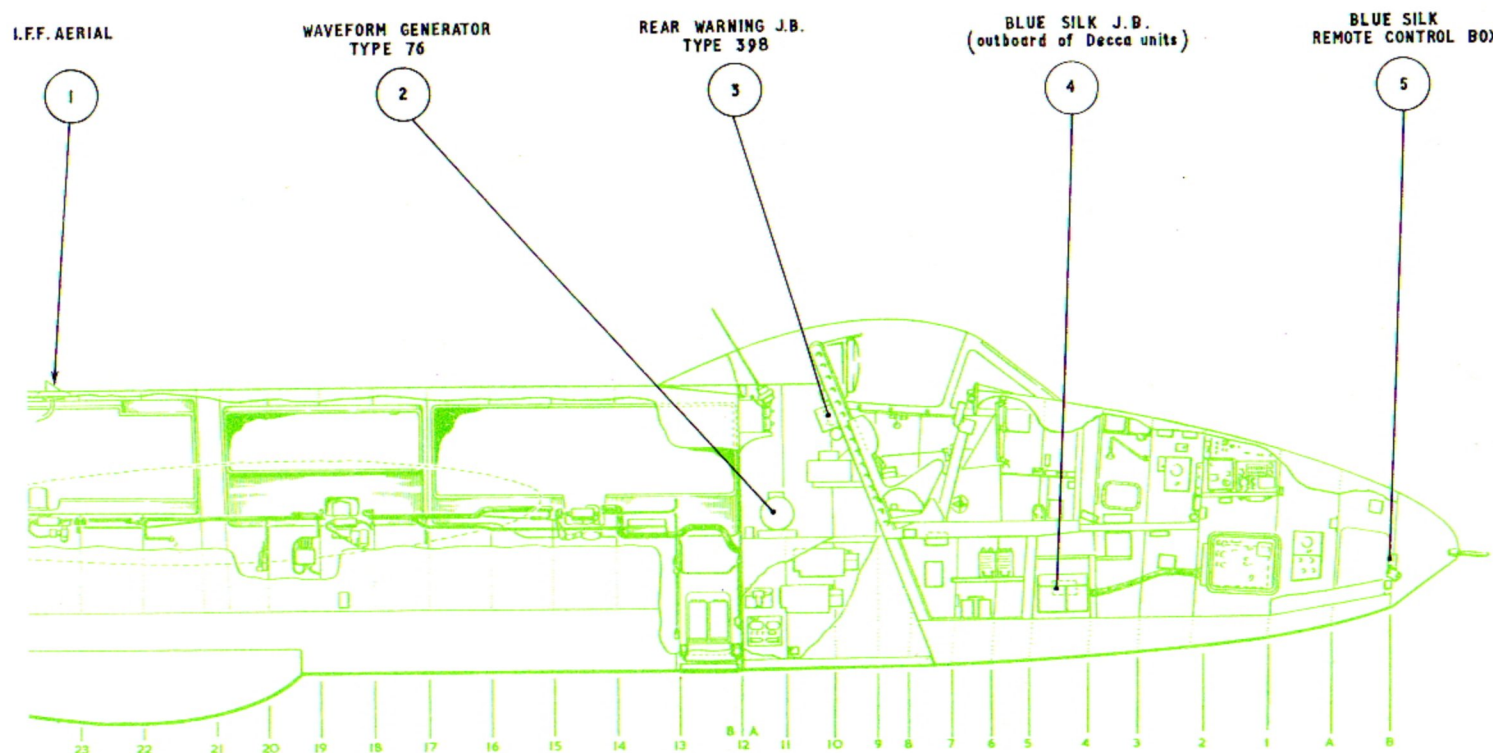 I.F.F. AERIAL
WAVEFORM GENERATOR
TYPE 76
REAR WARNING J.B.
TYPE 398
BLUE SILK J.B.
(outboard of Decca units)
BLUE SILK
REMOTE CONTROL BOX
1
2
3
4
5
B A
23 22 21 20 19 18 17 16 15 14 13 12 11 10 9 8 7 6 5 4 3 2 1 A B